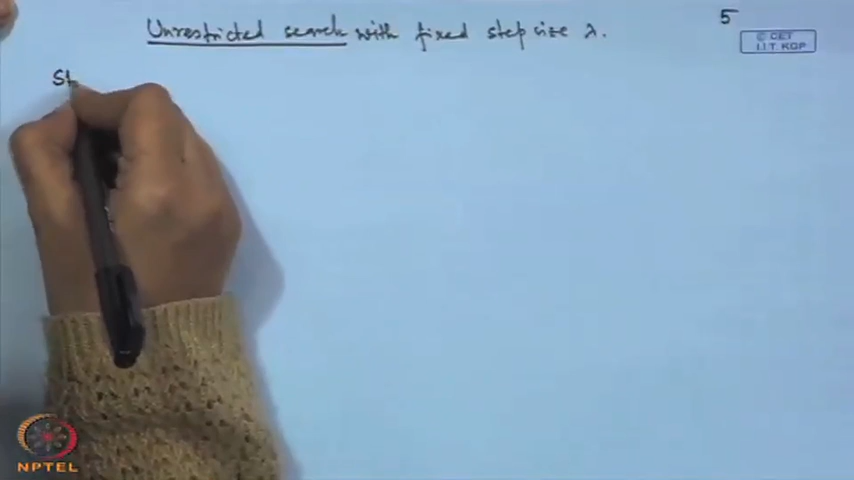 Unrestricted search with fixed step size λ.
5
© CET
I.I.T. KGP
St
NPTEL